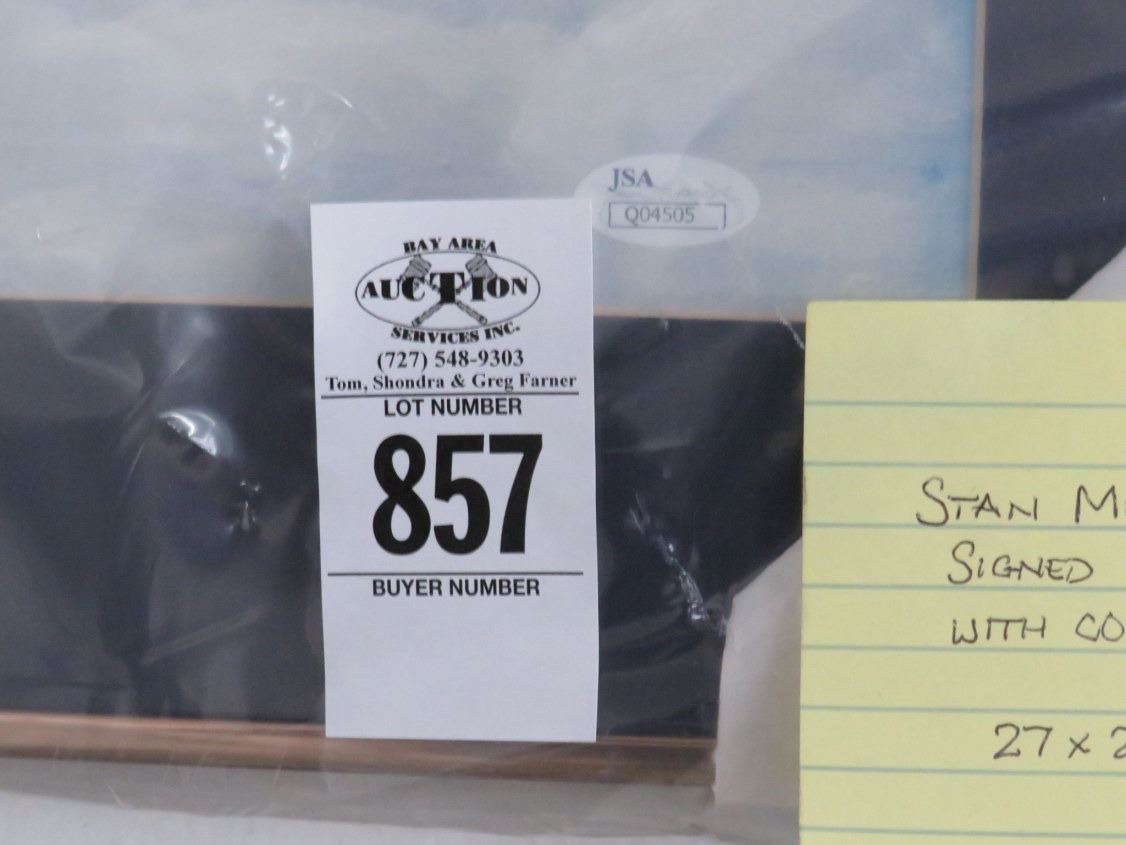 JSA
Q04505
BAY AREA
AUCTION
SERVICES INC.
(727) 548-9303
Tom, Shondra & Greg Farner
LOT NUMBER
857
BUYER NUMBER
STAN M
SIGNED
WITH CO
27 x 2